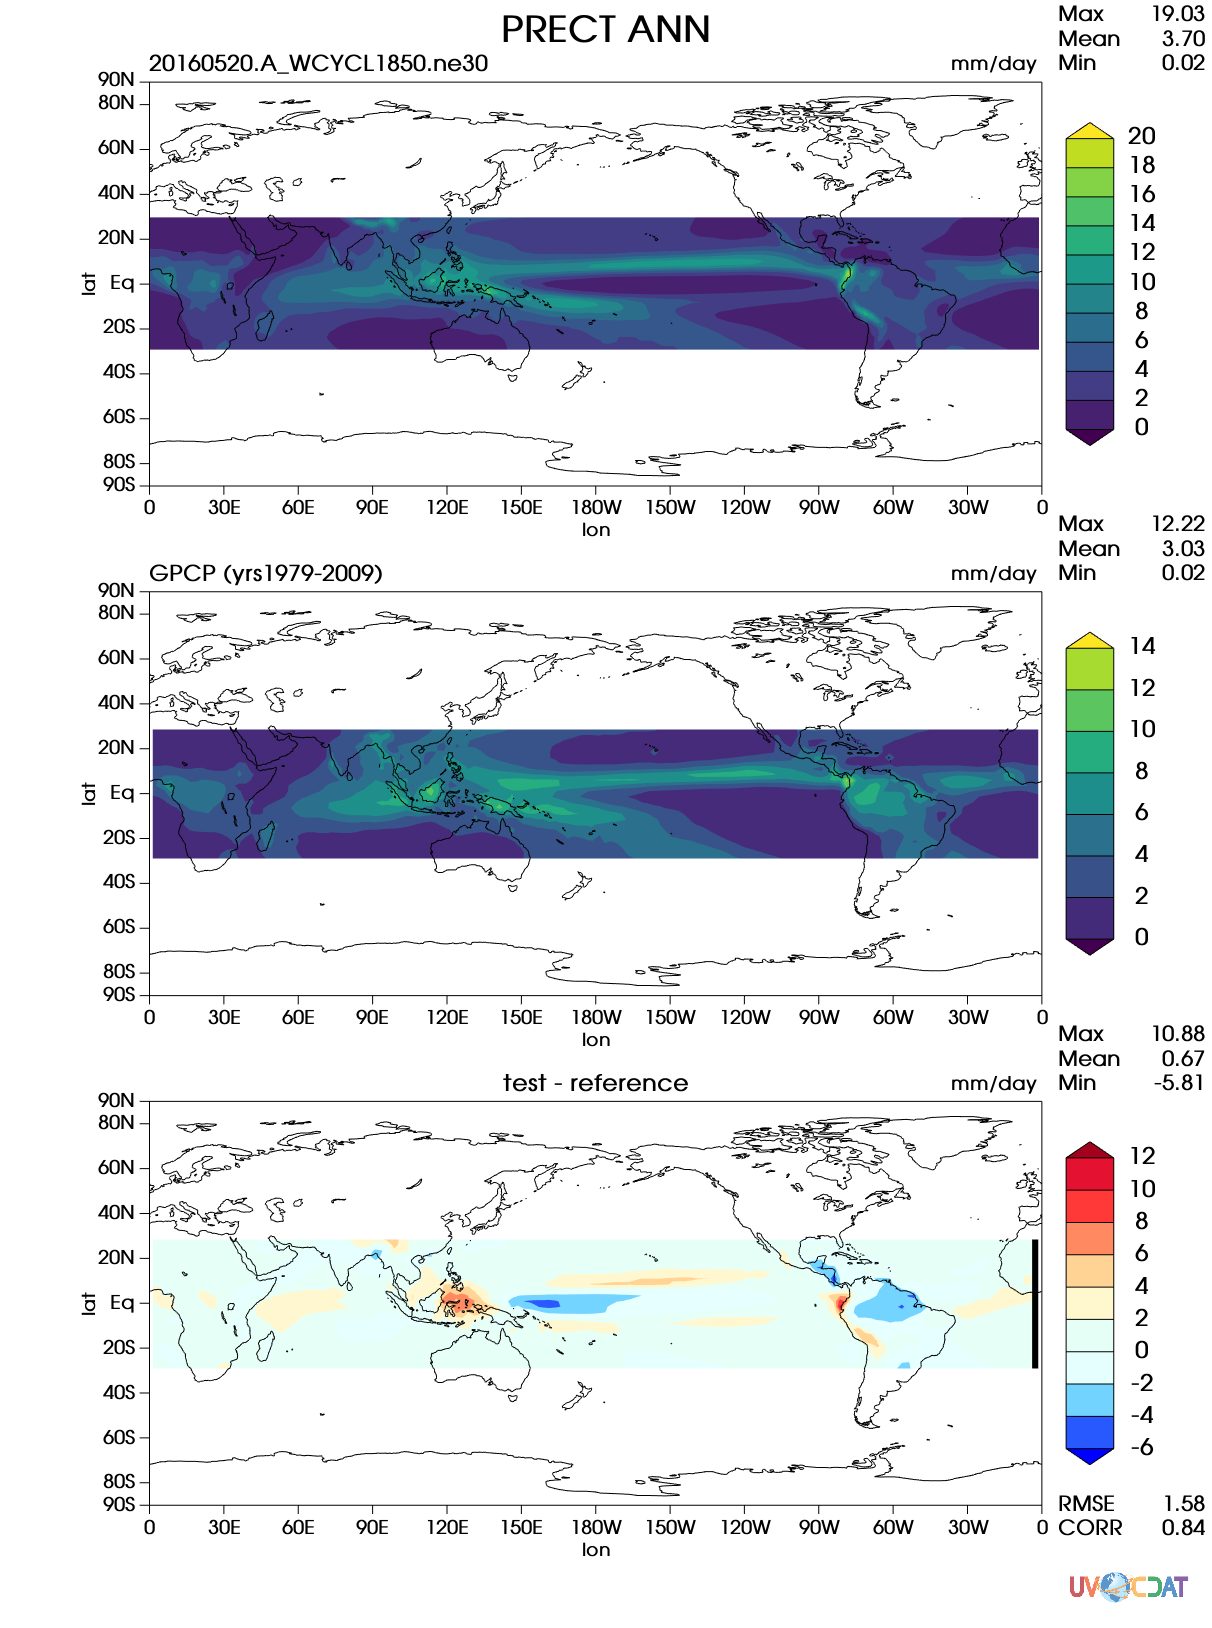 PRECT ANN
Max 19.03
Mean 3.70
Min 0.02
20160520.A_WCYCL1850.ne30 mm/day
90N
80N
60N
40N
20N
Eq
20S
40S
60S
80S
90S
lat
0 30E 60E 90E 120E 150E 180W 150W 120W 90W 60W 30W 0
lon
20
18
16
14
12
10
8
6
4
2
0
Max 12.22
Mean 3.03
Min 0.02
GPCP (yrs1979-2009) mm/day
90N
80N
60N
40N
20N
Eq
20S
40S
60S
80S
90S
lat
0 30E 60E 90E 120E 150E 180W 150W 120W 90W 60W 30W 0
lon
14
12
10
8
6
4
2
0
Max 10.88
Mean 0.67
Min -5.81
test - reference mm/day
90N
80N
60N
40N
20N
Eq
20S
40S
60S
80S
90S
lat
0 30E 60E 90E 120E 150E 180W 150W 120W 90W 60W 30W 0
lon
12
10
8
6
4
2
0
-2
-4
-6
RMSE 1.58
CORR 0.84
UV CDAT